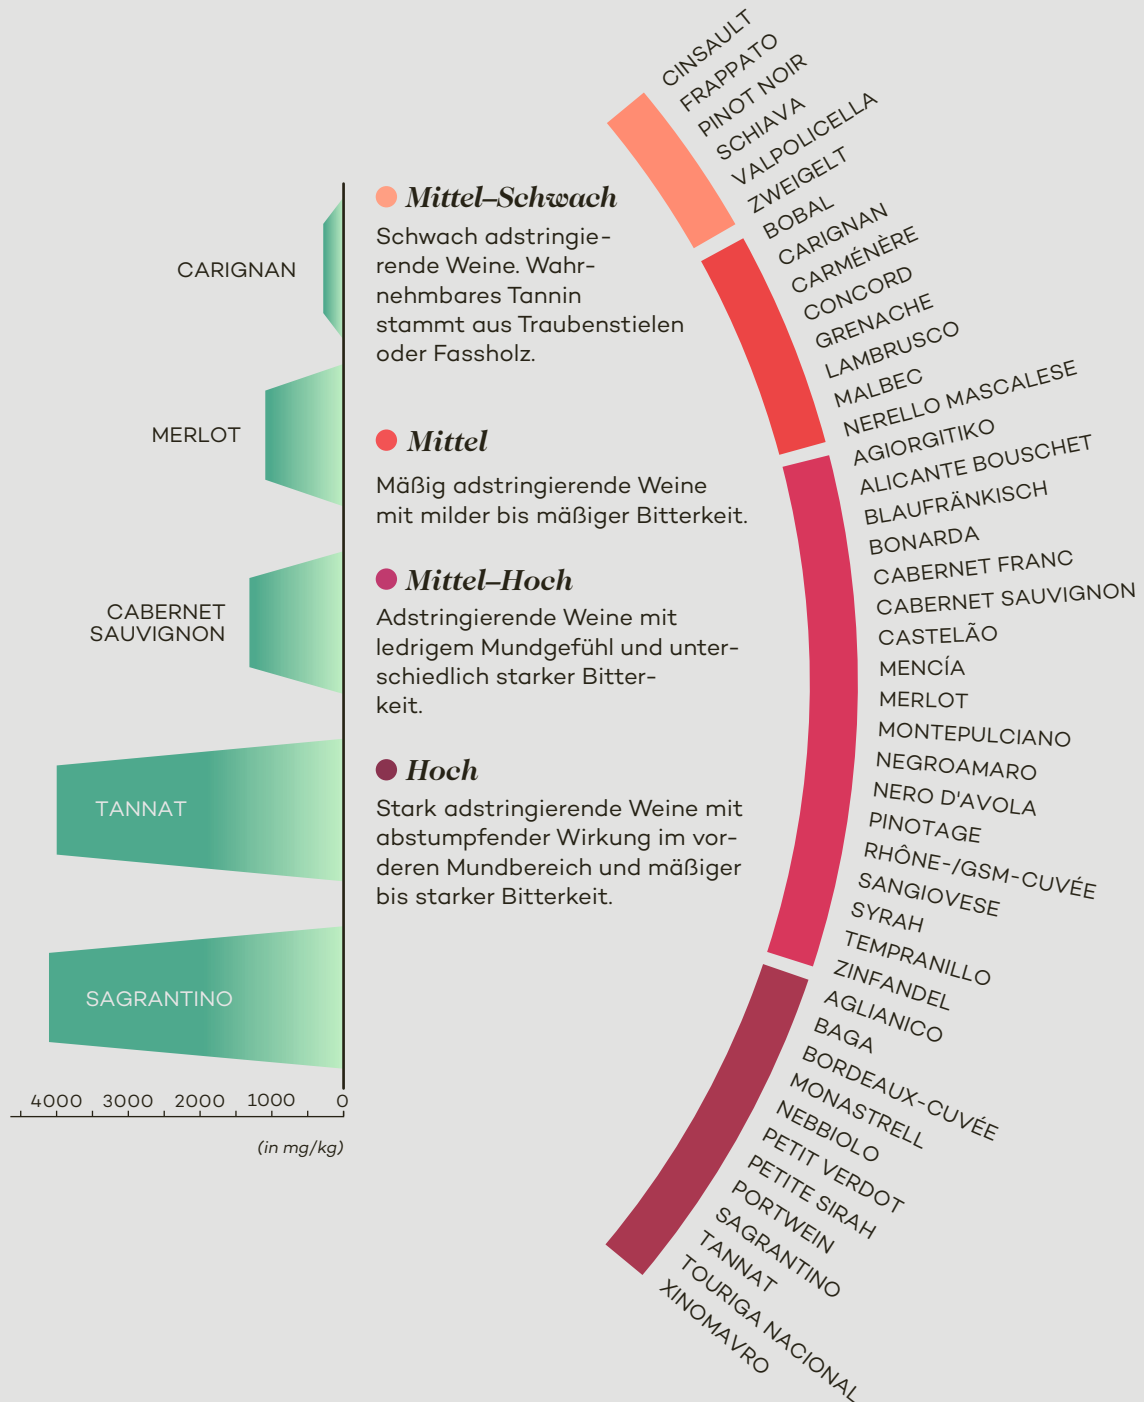 CARIGNAN
MERLOT
CABERNET
SAUVIGNON
TANNAT
SAGRANTINO
4000 3000 2000 1000 0
(in mg/kg)
Mittel–Schwach
Schwach adstringie-
rende Weine. Wahr-
nehmbares Tannin
stammt aus Traubenstielen
oder Fassholz.
Mittel
Mäßig adstringierende Weine
mit milder bis mäßiger Bitterkeit.
Mittel–Hoch
Adstringierende Weine mit
ledrigem Mundgefühl und unter-
schiedlich starker Bitter-
keit.
Hoch
Stark adstringierende Weine mit
abstumpfender Wirkung im vor-
deren Mundbereich und mäßiger
bis starker Bitterkeit.
CINSAULT
FRAPPATO
PINOT NOIR
SCHIAVA
VALPOLICELLA
ZWEIGELT
BOBAL
CARIGNAN
CARMÉNÈRE
CONCORD
GRENACHE
LAMBRUSCO
MALBEC
NERELLO MASCALESE
AGIORGITIKO
ALICANTE BOUSCHET
BLAUFRÄNKISCH
BONARDA
CABERNET FRANC
CABERNET SAUVIGNON
CASTELÃO
MENCÍA
MERLOT
MONTEPULCIANO
NEGROAMARO
NERO D'AVOLA
PINOTAGE
RHÔNE-/GSM-CUVÉE
SANGIOVESE
SYRAH
TEMPRANILLO
ZINFANDEL
AGLIANICO
BAGA
BORDEAUX-CUVÉE
MONASTRELL
NEBBIOLO
PETIT VERDOT
PETITE SIRAH
PORTWEIN
SAGRANTINO
TANNAT
TOURIGA NACIONAL
XINOMAVRO